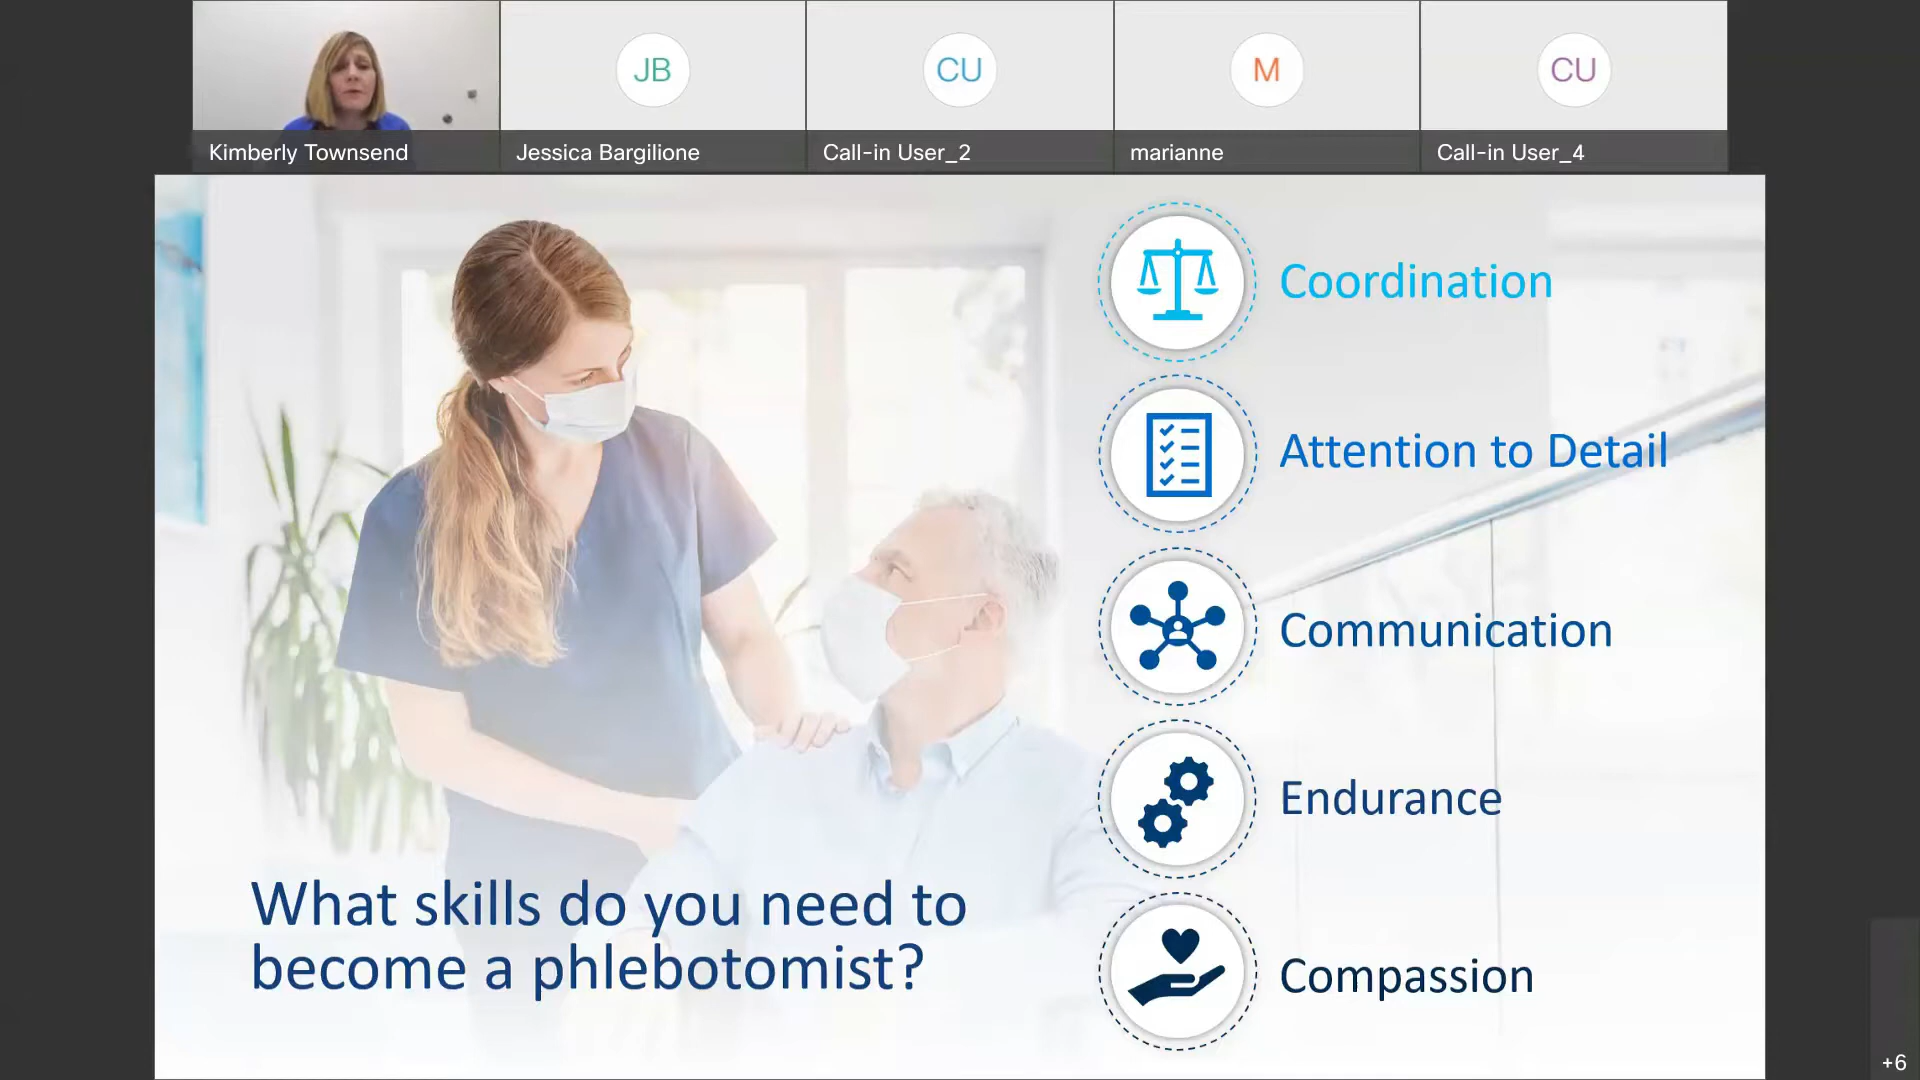 Kimberly Townsend
JB
Jessica Bargilione
CU
Call-in User_2
M
marianne
CU
Call-in User_4
Coordination
Attention to Detail
Communication
Endurance
Compassion
What skills do you need to
become a phlebotomist?
+6